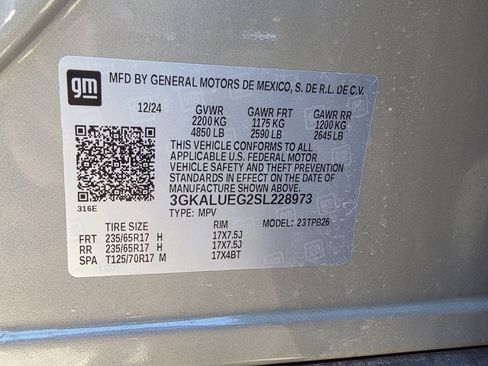 gm
MFD BY GENERAL MOTORS DE MEXICO, S. DE R.L. DE C.V.
12/24 GVWR GAWR FRT GAWR RR
2200 KG 1175 KG 1200 KG
4850 LB 2590 LB 2645 LB
THIS VEHICLE CONFORMS TO ALL
APPLICABLE U.S. FEDERAL MOTOR
VEHICLE SAFETY AND THEFT PREVENTION
STANDARDS IN EFFECT ON THE DATE OF
MANUFACTURE SHOWN ABOVE.
3GKALUEG2SL228973
316E TYPE: MPV MODEL: 23TPB26
TIRE SIZE RIM
FRT 235/65R17 H 17X7.5J
RR 235/65R17 H 17X7.5J
SPA T125/70R17 M 17X4BT